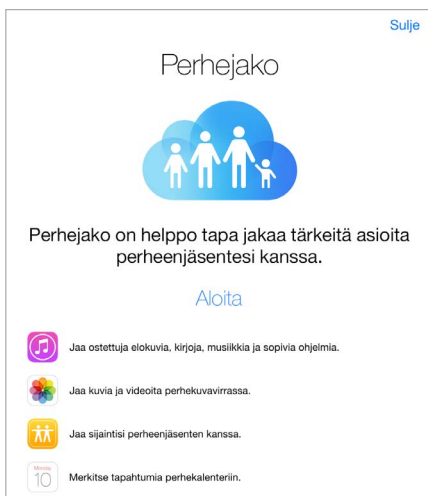 Sulje
Perhejako
Perhejako on helppo tapa jakaa tärkeitä asioita
perheenjäsentesi kanssa.
Aloita
Jaa ostettuja elokuvia, kirjoja, musiikkia ja sopivia ohjelmia.
Jaa kuvia ja videoita perhekuvavirrassa.
Jaa sijaintisi perheenjäsenten kanssa.
Monday
10
Merkitse tapahtumia perhekalenteriin.